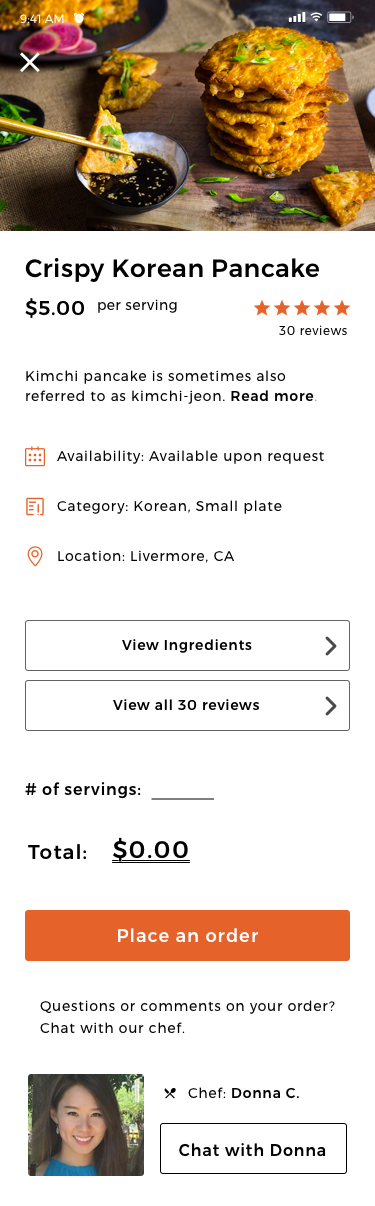 9:41 AM
Crispy Korean Pancake
$5.00 per serving
30 reviews
Kimchi pancake is sometimes also
referred to as kimchi-jeon. Read more.
Availability: Available upon request
Category: Korean, Small plate
Location: Livermore, CA
View Ingredients
View all 30 reviews
# of servings:
Total: $0.00
Place an order
Questions or comments on your order?
Chat with our chef.
Chef: Donna C.
Chat with Donna